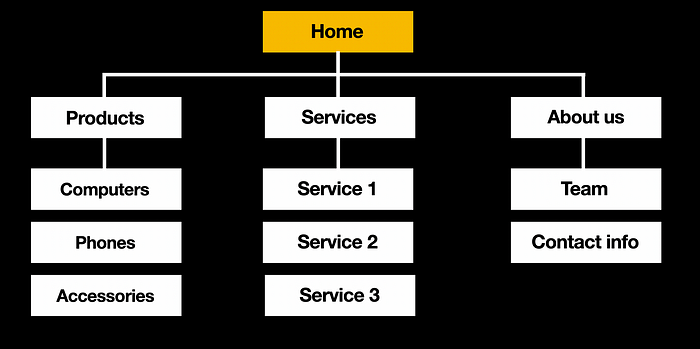 Home
Products
Services
About us
Computers
Service 1
Team
Phones
Service 2
Contact info
Accessories
Service 3